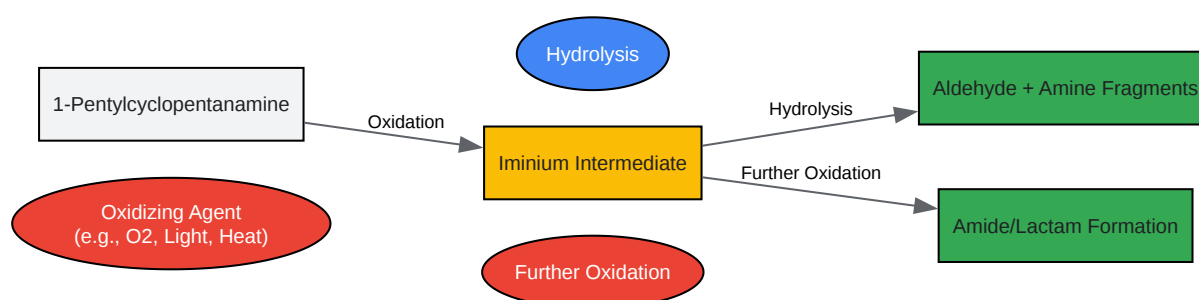 1-Pentylcyclopentanamine
Oxidizing Agent
(e.g., O2, Light, Heat)
Oxidation
Hydrolysis
Iminium Intermediate
Further Oxidation
Hydrolysis
Further Oxidation
Aldehyde + Amine Fragments
Amide/Lactam Formation